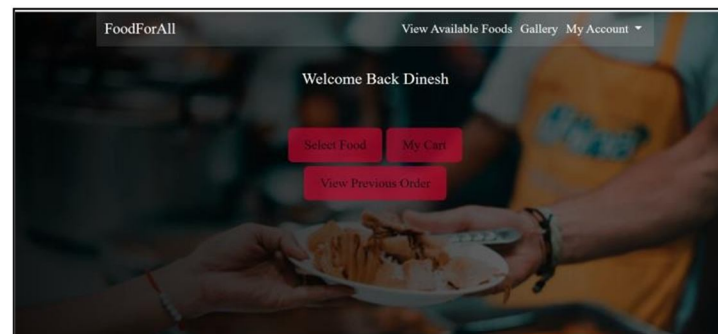 FoodForAll View Available Foods Gallery My Account
Welcome Back Dinesh
Select Food My Cart
View Previous Order